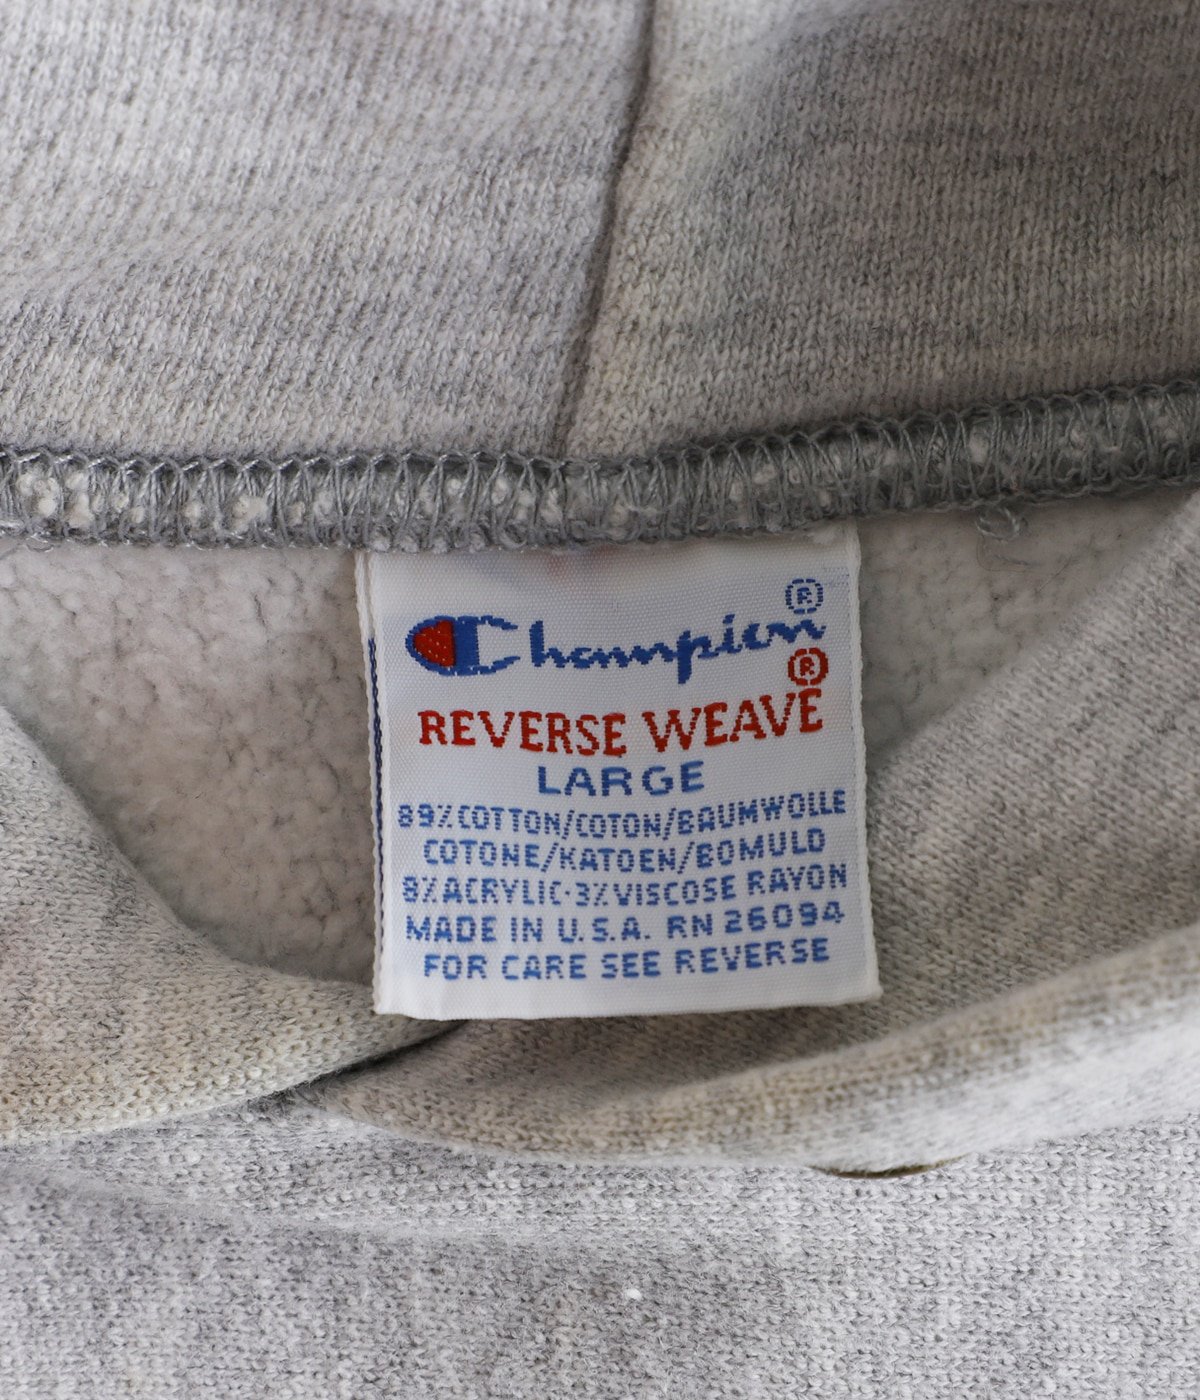 Champion®
REVERSE WEAVE®
LARGE
89% COTTON/COTON/BAUMWOLLE
COTONE/KATOEN/BOMULD
8% ACRYLIC·3% VISCOSE RAYON
MADE IN U.S.A. RN 26094
FOR CARE SEE REVERSE